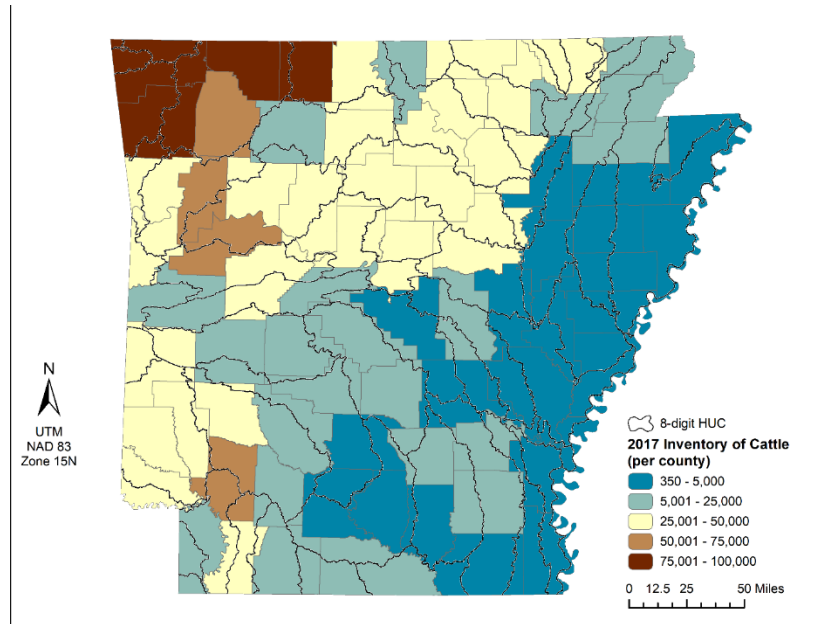 N
UTM
NAD 83
Zone 15N
8-digit HUC
2017 Inventory of Cattle
(per county)
350 - 5,000
5,001 - 25,000
25,001 - 50,000
50,001 - 75,000
75,001 - 100,000
0 12.5 25 50 Miles